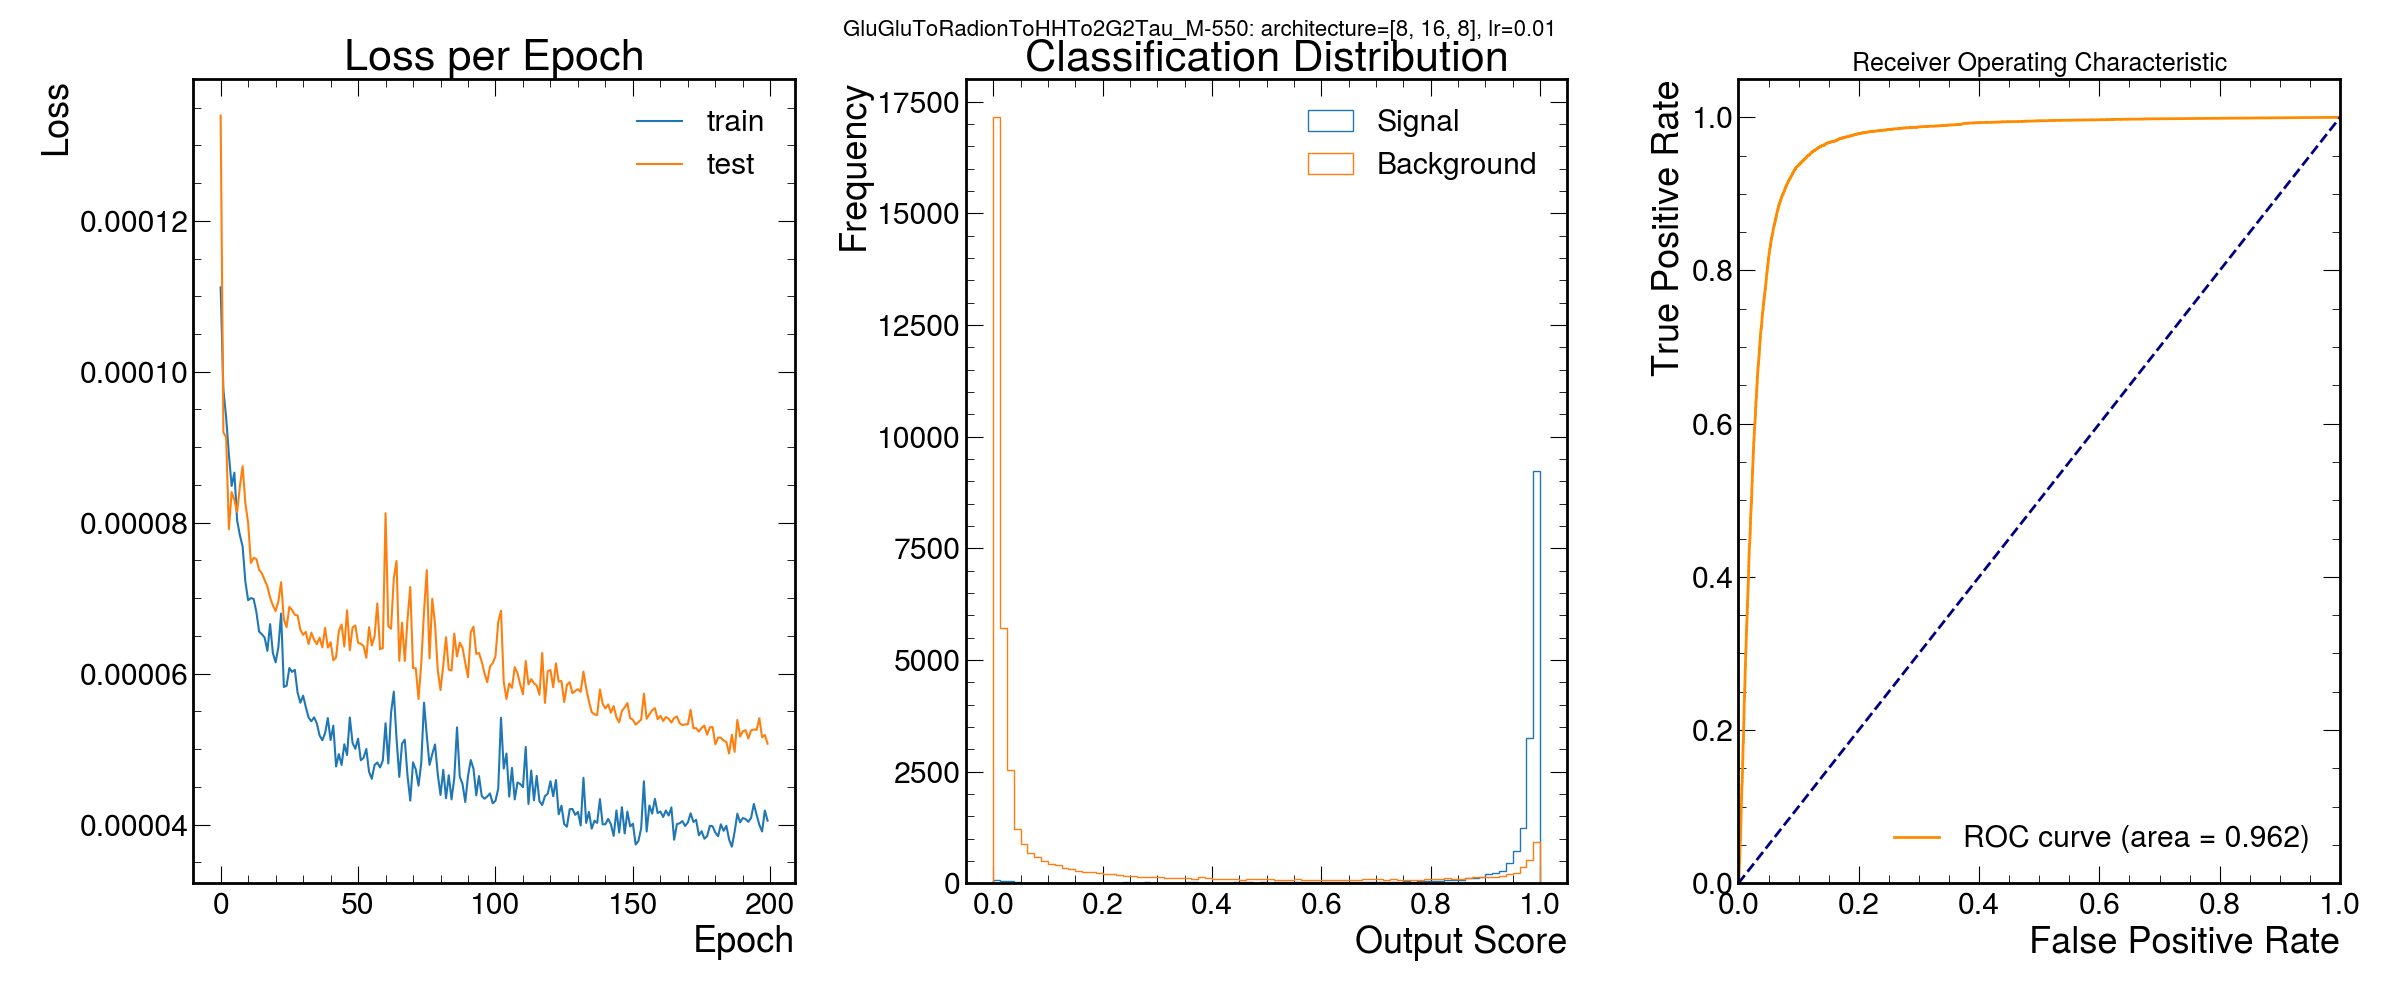 GluGluToRadionToHHTo2G2Tau_M-550: architecture=[8, 16, 8], lr=0.01
Loss per Epoch
Loss
train
test
0.00012
0.00010
0.00008
0.00006
0.00004
0 50 100 150 200
Epoch
Classification Distribution
Frequency
Signal
Background
17500
15000
12500
10000
7500
5000
2500
0
0.0 0.2 0.4 0.6 0.8 1.0
Output Score
Receiver Operating Characteristic
True Positive Rate
1.0
0.8
0.6
0.4
0.2
0.0
ROC curve (area = 0.962)
0.0 0.2 0.4 0.6 0.8 1.0
False Positive Rate